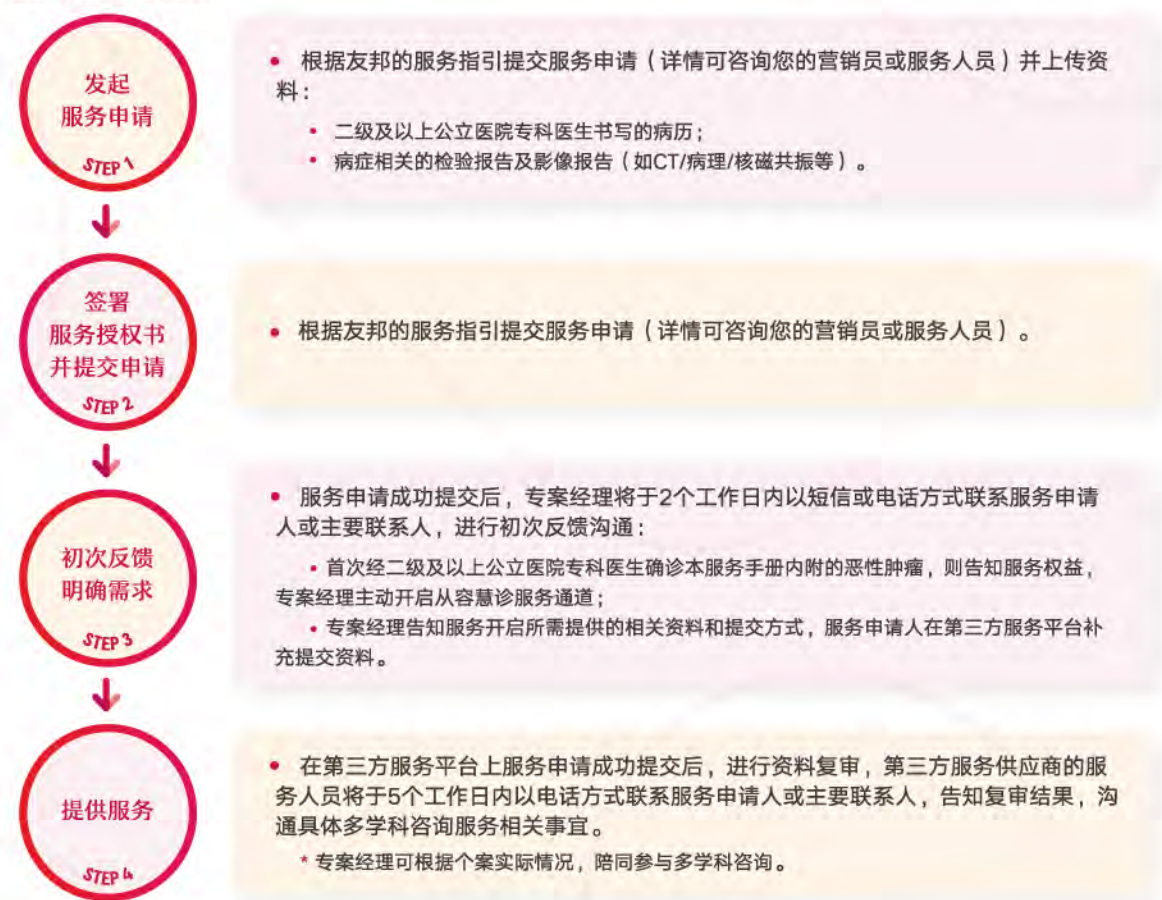 发起
服务申请
STEP 1
• 根据友邦的服务指引提交服务申请（详情可咨询您的营销员或服务人员）并上传资
料：
• 二级及以上公立医院专科医生书写的病历；
• 病症相关的检验报告及影像报告（如CT/病理/核磁共振等）。
签署
服务授权书
并提交申请
STEP 2
• 根据友邦的服务指引提交服务申请（详情可咨询您的营销员或服务人员）。
初次反馈
明确需求
STEP 3
• 服务申请成功提交后，专案经理将于2个工作日内以短信或电话方式联系服务申请
人或主要联系人，进行初次反馈沟通：
• 首次经二级及以上公立医院专科医生确诊本服务手册内附的恶性肿瘤，则告知服务权益，
专案经理主动开启从容慧诊服务通道；
• 专案经理告知服务开启所需提供的相关资料和提交方式，服务申请人在第三方服务平台补
充提交资料。
提供服务
STEP 4
• 在第三方服务平台上服务申请成功提交后，进行资料复审，第三方服务供应商的服
务人员将于5个工作日内以电话方式联系服务申请人或主要联系人，告知复审结果，沟
通具体多学科咨询服务相关事宜。
* 专案经理可根据个案实际情况，陪同参与多学科咨询。